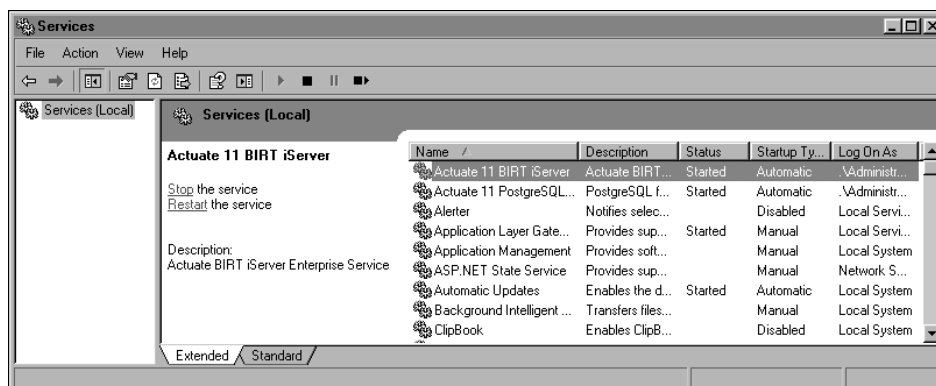 Services
File Action View Help
Services (Local)
Services (Local)
Actuate 11 BIRT iServer
Stop the service
Restart the service
Description:
Actuate BIRT iServer Enterprise Service
Name Description Status Startup Ty... Log On As
Actuate 11 BIRT iServer Actuate BIRT... Started Automatic .\Administr...
Actuate 11 PostgreSQL... PostgreSQL f... Started Automatic .\Administr...
Alerter Notifies selec... Disabled Local Servi...
Application Layer Gate... Provides sup... Started Manual Local Servi...
Application Management Provides soft... Manual Local System
ASP.NET State Service Provides sup... Manual Network S...
Automatic Updates Enables the d... Started Automatic Local System
Background Intelligent ... Transfers files... Manual Local System
ClipBook Enables ClipB... Disabled Local System
Extended Standard